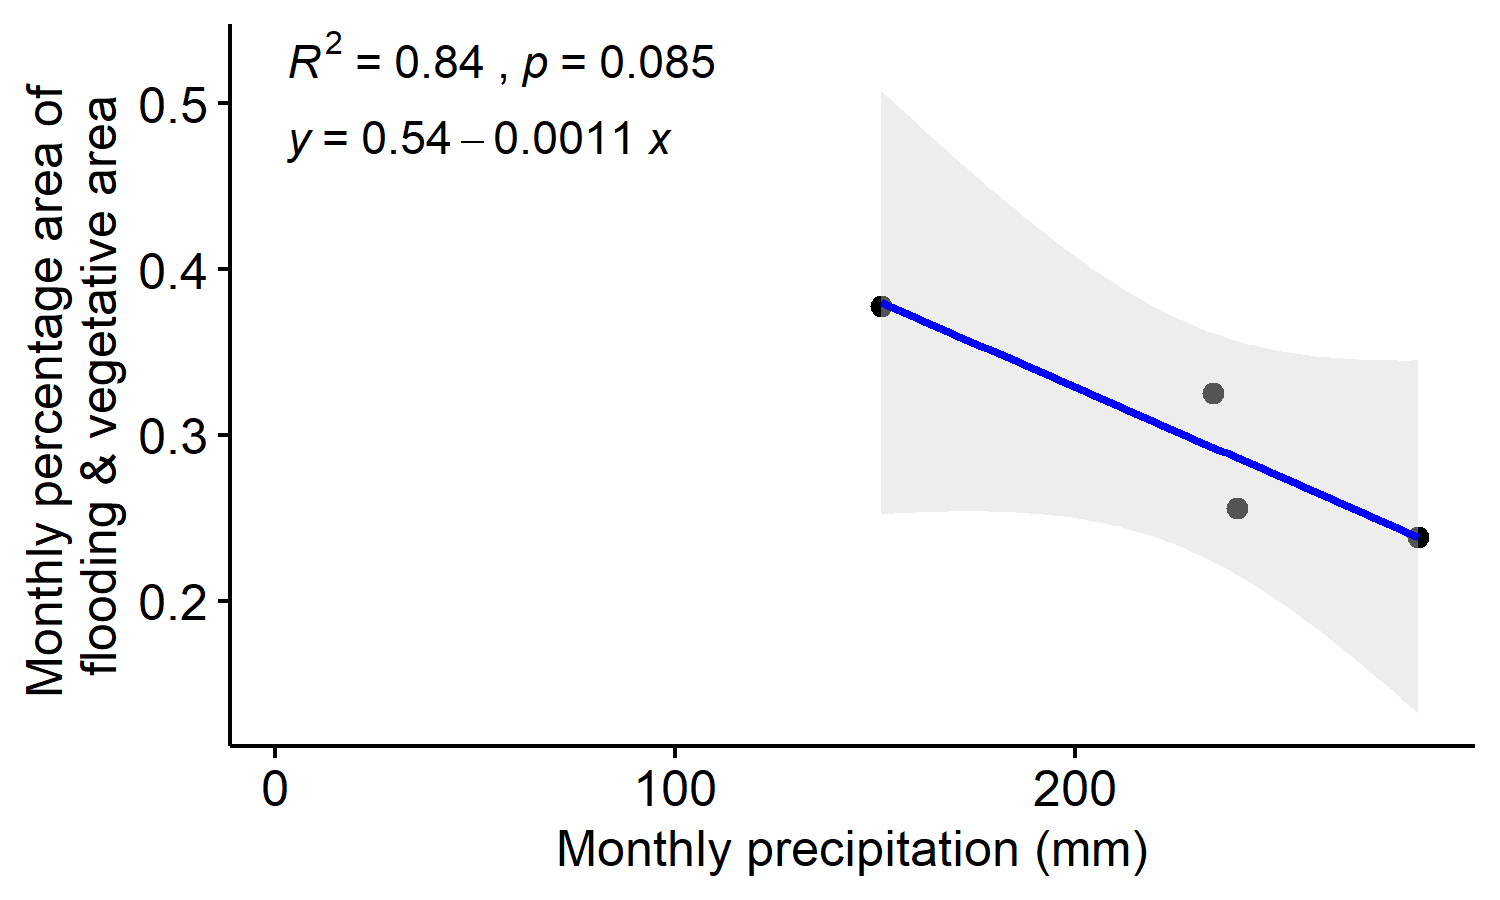 R² = 0.84 , p = 0.085
y = 0.54 – 0.0011 x
Monthly percentage area of
flooding & vegetative area
0.5
0.4
0.3
0.2
0 100 200
Monthly precipitation (mm)